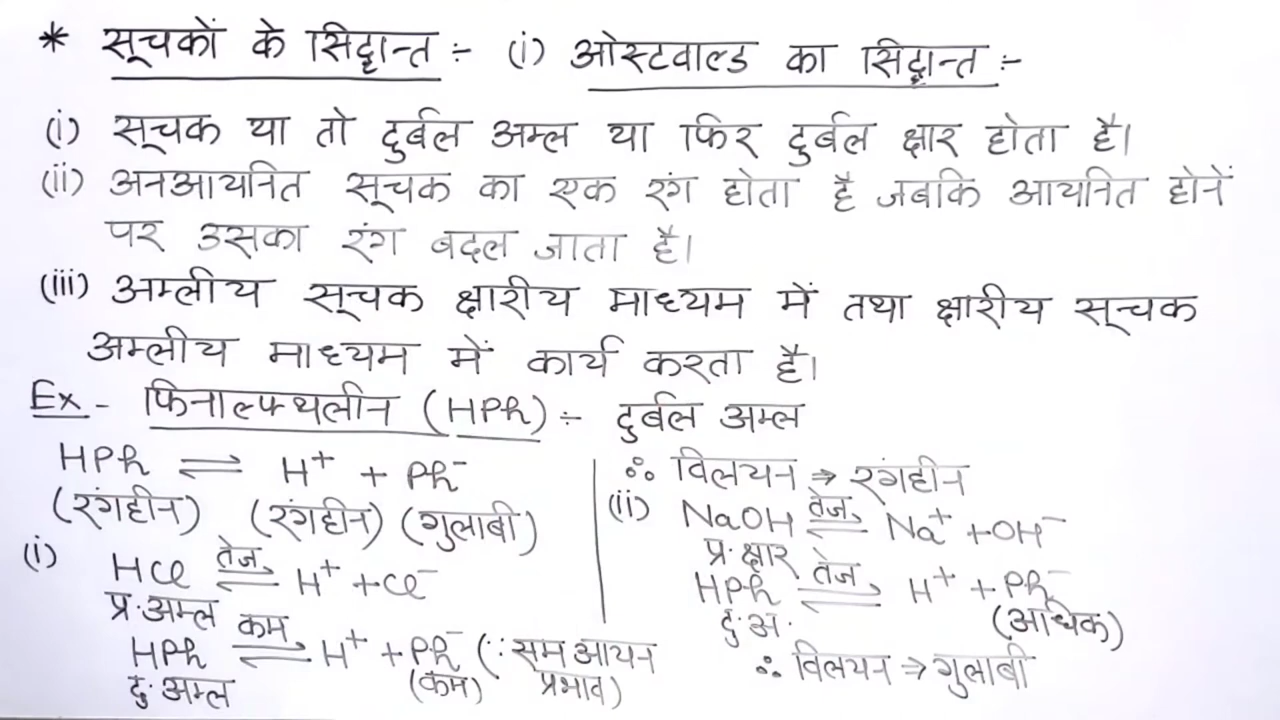 * सूचकों के सिद्धान्त :- (i) ओस्टवाल्ड का सिद्धान्त :-
(i) सूचक या तो दुर्बल अम्ल या फिर दुर्बल क्षार होता है।
(ii) अनआयनित सूचक का एक रंग होता है जबकि आयनित होनें
पर उसका रंग बदल जाता है।
(iii) अम्लीय सूचक क्षारीय माध्यम में तथा क्षारीय सूचक
अम्लीय माध्यम में कार्य करता है।
Ex - फिनाल्फ्थलीन (HPh) :- दुर्बल अम्ल
HPh ⇌ H⁺ + Ph⁻
(रंगहीन) (रंगहीन) (गुलाबी)
(i)
HCl ⇌ H⁺ + Cl⁻
तेज
प्र॰ अम्ल
कम
HPh ⇌ H⁺ + Ph⁻ (∵ सम आयन
दु॰ अम्ल (कम) प्रभाव)
∴ विलयन ⇒ रंगहीन
(ii) NaOH ⇌ Na⁺ + OH⁻
तेज
प्र॰ क्षार
तेज
HPh ⇌ H⁺ + Ph⁻
दु॰ अ॰ (अधिक)
∴ विलयन ⇒ गुलाबी